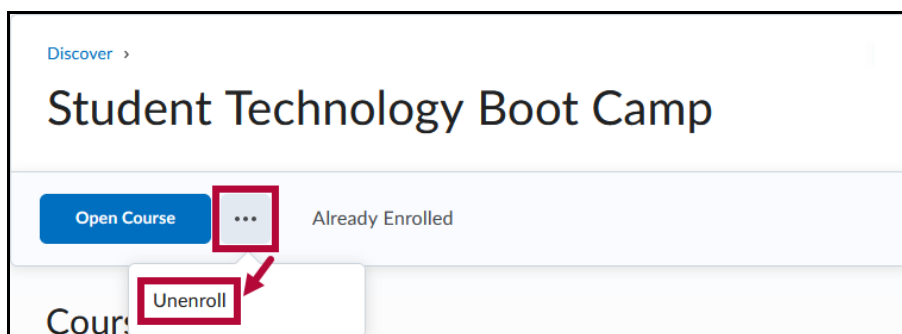 Discover ›
Student Technology Boot Camp
Open Course ••• Already Enrolled
Unenroll